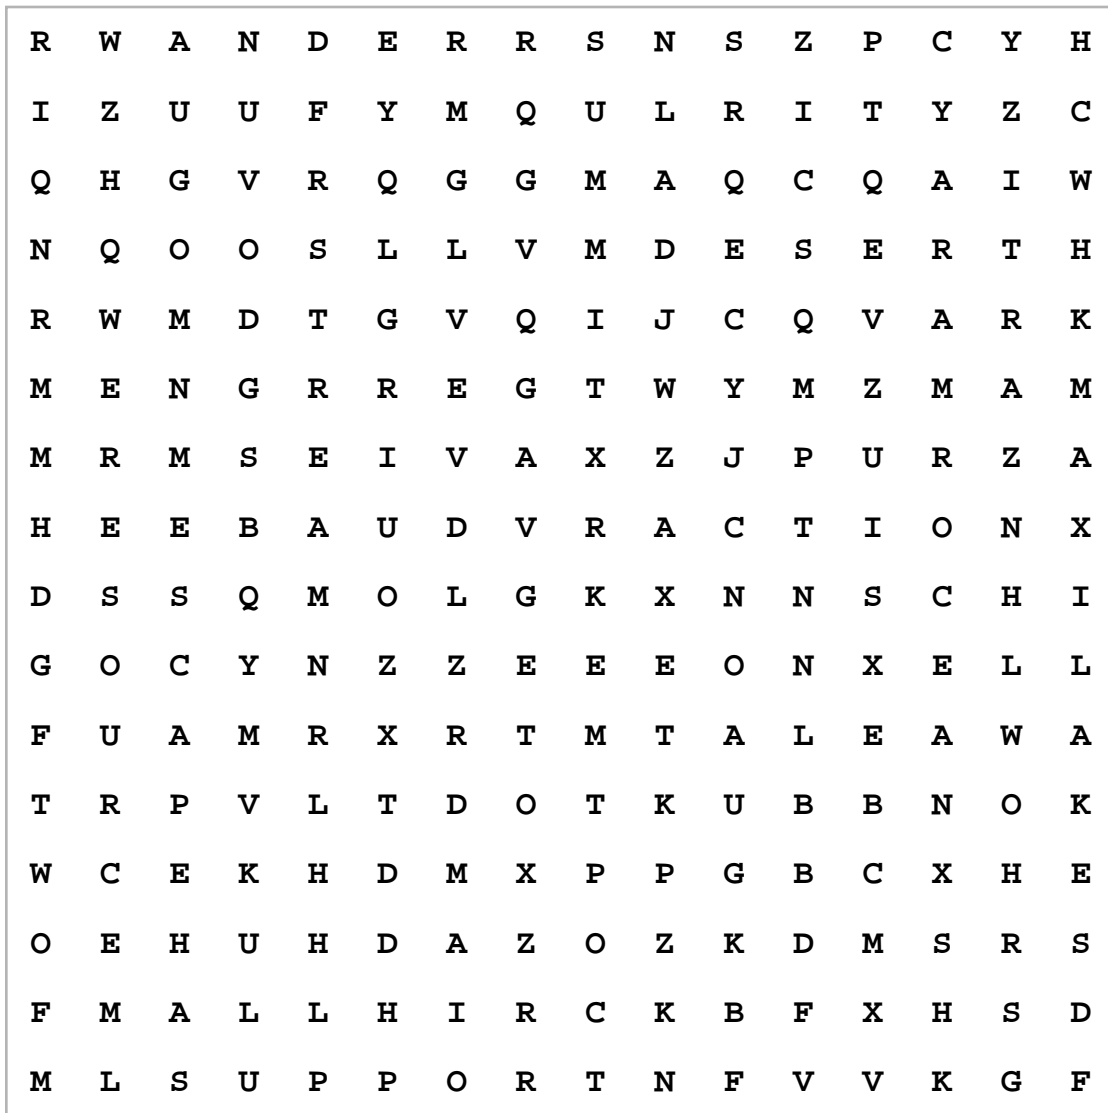 R W A N D E R R S N S Z P C Y H
I Z U U F Y M Q U L R I T Y Z C
Q H G V R Q G G M A Q C Q A I W
N Q O O S L L V M D E S E R T H
R W M D T G V Q I J C Q V A R K
M E N G R R E G T W Y M Z M A M
M R M S E I V A X Z J P U R Z A
H E E B A U D V R A C T I O N X
D S S Q M O L G K X N N S C H I
G O C Y N Z Z E E E O N X E L L
F U A M R X R T M T A L E A W A
T R P V L T D O T K U B B N O K
W C E K H D M X P P G B C X H E
O E H U H D A Z O Z K D M S R S
F M A L L H I R C K B F X H S D
M L S U P P O R T N F V V K G F